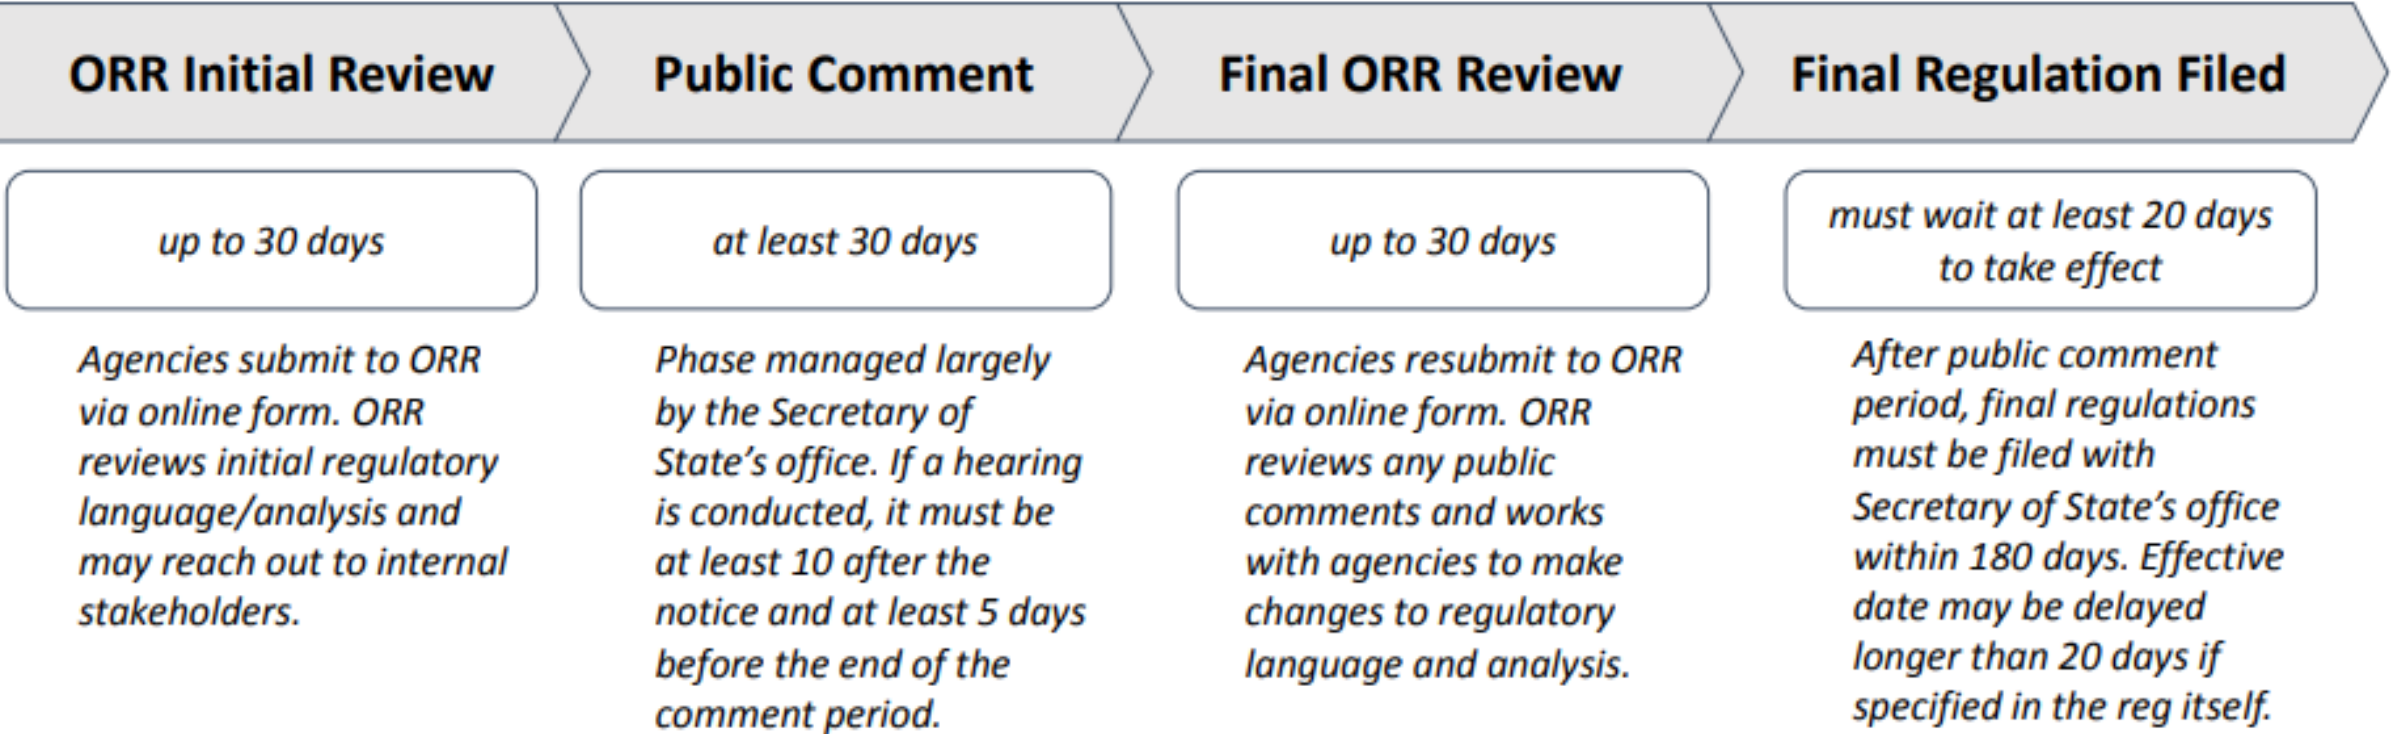 ORR Initial Review
Public Comment
Final ORR Review
Final Regulation Filed
up to 30 days
at least 30 days
up to 30 days
must wait at least 20 days
to take effect
Agencies submit to ORR
via online form. ORR
reviews initial regulatory
language/analysis and
may reach out to internal
stakeholders.
Phase managed largely
by the Secretary of
State's office. If a hearing
is conducted, it must be
at least 10 after the
notice and at least 5 days
before the end of the
comment period.
Agencies resubmit to ORR
via online form. ORR
reviews any public
comments and works
with agencies to make
changes to regulatory
language and analysis.
After public comment
period, final regulations
must be filed with
Secretary of State's office
within 180 days. Effective
date may be delayed
longer than 20 days if
specified in the reg itself.